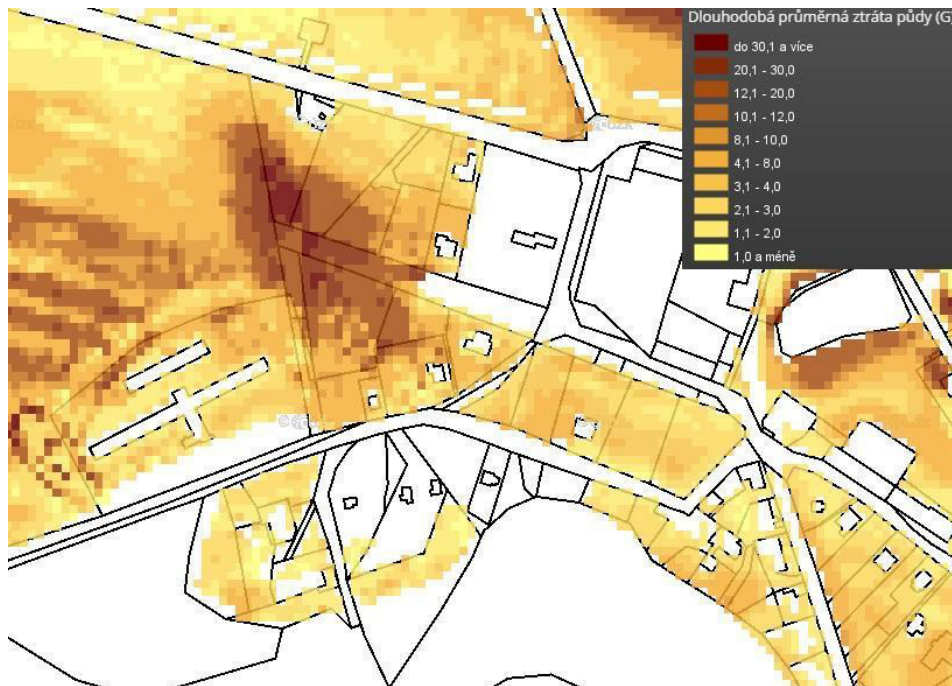 Dlouhodobá průměrná ztráta půdy (G
do 30,1 a více
20,1 - 30,0
12,1 - 20,0
10,1 - 12,0
8,1 - 10,0
4,1 - 8,0
3,1 - 4,0
2,1 - 3,0
1,1 - 2,0
1,0 a méně